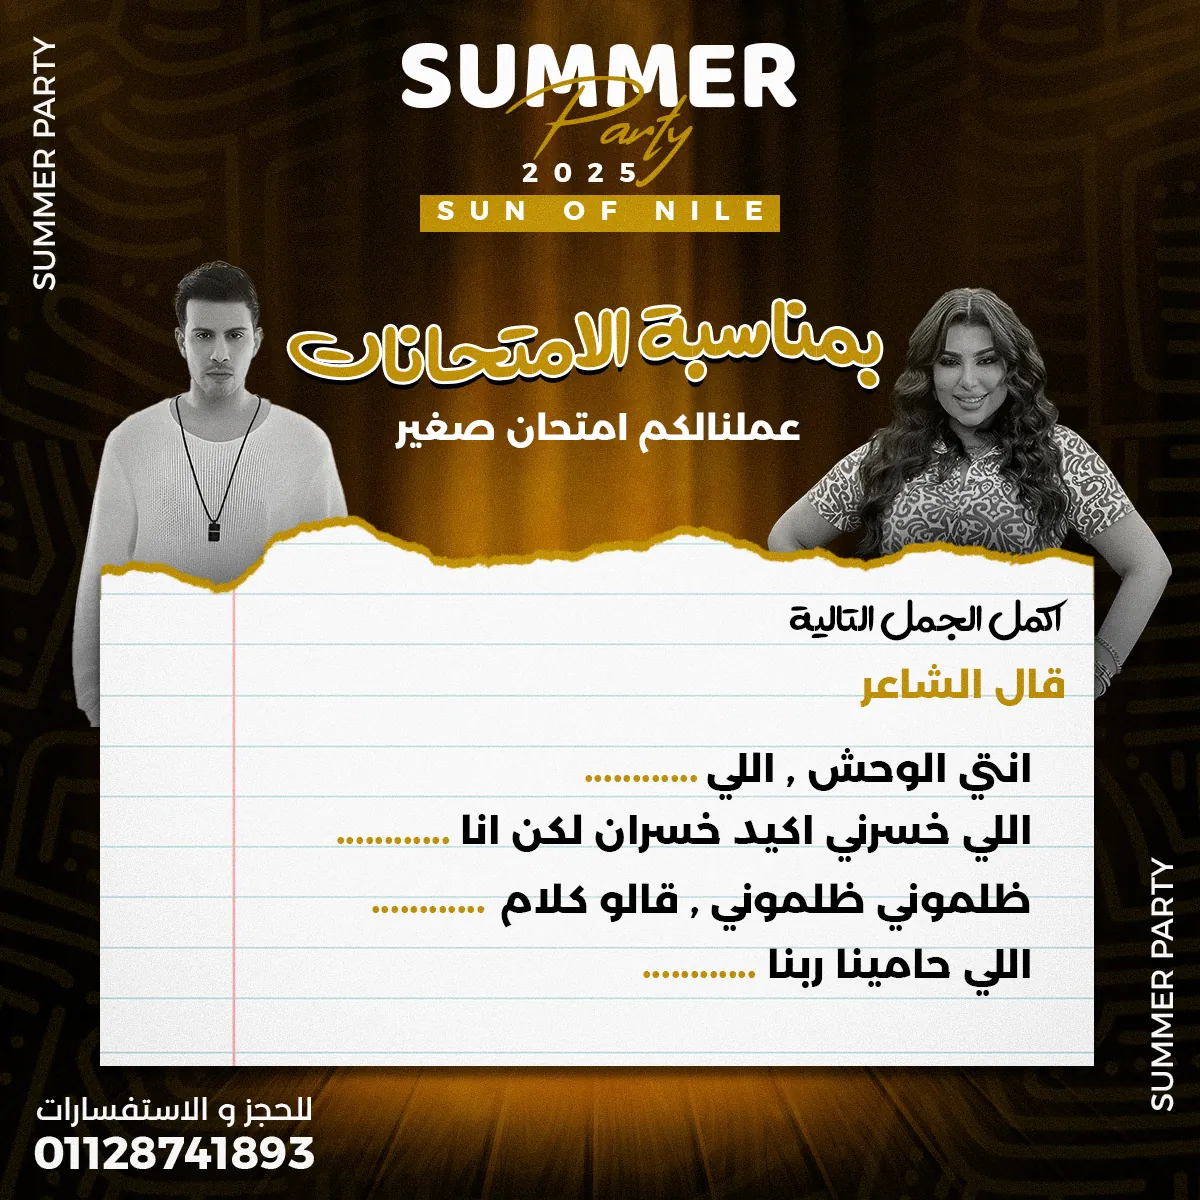 SUMMER
Party
2025
SUN OF NILE
SUMMER PARTY
بمناسبة الامتحانات
عملنالكم امتحان صغير
اكمل الجمل التالية
قال الشاعر
انتي الوحش , اللي ............
اللي خسرني اكيد خسران لكن انا ............
ظلموني ظلموني , قالو كلام ............
اللي حامينا ربنا ............
SUMMER PARTY
للحجز و الاستفسارات
01128741893